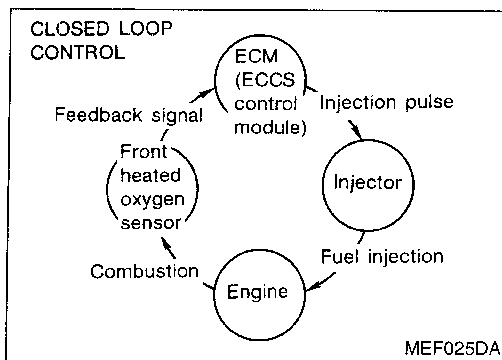 CLOSED LOOP
CONTROL
ECM
(ECCS
control
module)
Injection pulse
Injector
Fuel injection
Engine
Combustion
Front
heated
oxygen
sensor
Feedback signal
MEF025DA